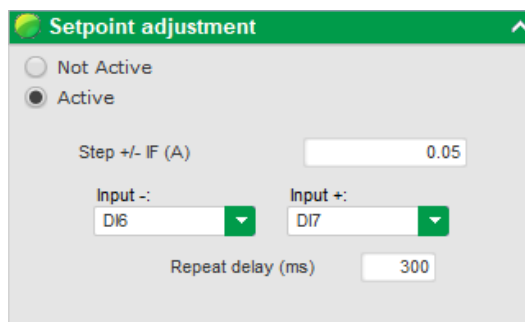 Setpoint adjustment
Not Active
Active
Step +/- IF (A) 0.05
Input -: Input +:
DI6 DI7
Repeat delay (ms) 300